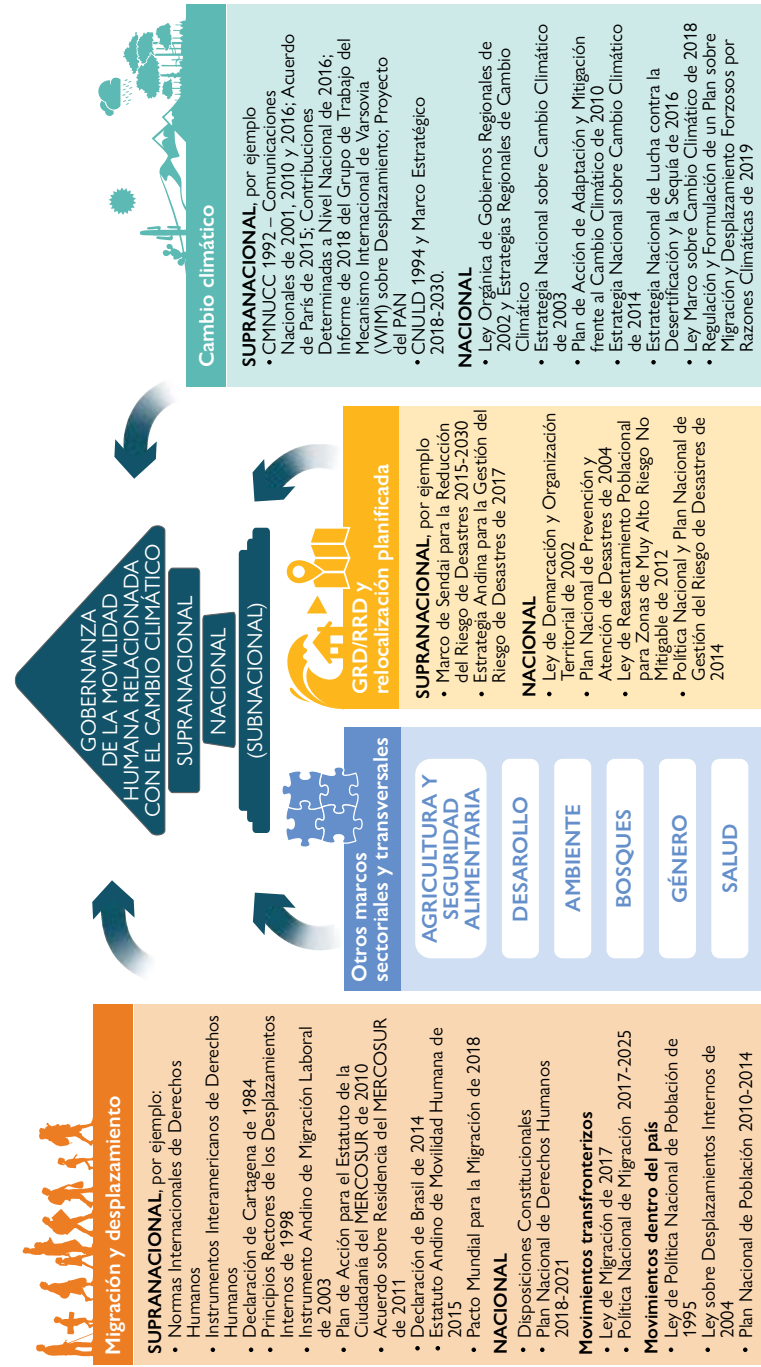 GOBERNANZA
DE LA MOVILIDAD
HUMANA RELACIONADA
CON EL CAMBIO CLIMÁTICO
SUPRANACIONAL
NACIONAL
(SUBNACIONAL)
Migración y desplazamiento
SUPRANACIONAL, por ejemplo:
• Normas Internacionales de Derechos
Humanos
• Instrumentos Interamericanos de Derechos
Humanos
• Declaración de Cartagena de 1984
• Principios Rectores de los Desplazamientos
Internos de 1998
• Instrumento Andino de Migración Laboral
de 2003
• Plan de Acción para el Estatuto de la
Ciudadanía del MERCOSUR de 2010
• Acuerdo sobre Residencia del MERCOSUR
de 2011
• Declaración de Brasil de 2014
• Estatuto Andino de Movilidad Humana de
2015
• Pacto Mundial para la Migración de 2018
NACIONAL
• Disposiciones Constitucionales
• Plan Nacional de Derechos Humanos
2018-2021
Movimientos transfronterizos
• Ley de Migración de 2017
• Política Nacional de Migración 2017-2025
Movimientos dentro del país
• Ley de Política Nacional de Población de
1995
• Ley sobre Desplazamientos Internos de
2004
• Plan Nacional de Población 2010-2014
Otros marcos
sectoriales y transversales
AGRICULTURA Y
SEGURIDAD
ALIMENTARIA
DESAROLLO
AMBIENTE
BOSQUES
GÉNERO
SALUD
GRD/RRD y
relocalización planificada
SUPRANACIONAL, por ejemplo
• Marco de Sendai para la Reducción
del Riesgo de Desastres 2015-2030
• Estrategia Andina para la Gestión del
Riesgo de Desastres de 2017
NACIONAL
• Ley de Demarcación y Organización
Territorial de 2002
• Plan Nacional de Prevención y
Atención de Desastres de 2004
• Ley de Reasentamiento Poblacional
para Zonas de Muy Alto Riesgo No
Mitigable de 2012
• Política Nacional y Plan Nacional de
Gestión del Riesgo de Desastres de
2014
Cambio climático
SUPRANACIONAL, por ejemplo
• CMNUCC 1992 – Comunicaciones
Nacionales de 2001, 2010 y 2016; Acuerdo
de París de 2015; Contribuciones
Determinadas a Nivel Nacional de 2016;
Informe de 2018 del Grupo de Trabajo del
Mecanismo Internacional de Varsovia
(WIM) sobre Desplazamiento; Proyecto
del PAN
• CNULD 1994 y Marco Estratégico
2018-2030.
NACIONAL
• Ley Orgánica de Gobiernos Regionales de
2002 y Estrategias Regionales de Cambio
Climático
• Estrategia Nacional sobre Cambio Climático
de 2003
• Plan de Acción de Adaptación y Mitigación
frente al Cambio Climático de 2010
• Estrategia Nacional sobre Cambio Climático
de 2014
• Estrategia Nacional de Lucha contra la
Desertificación y la Sequía de 2016
• Ley Marco sobre Cambio Climático de 2018
• Regulación y Formulación de un Plan sobre
Migración y Desplazamiento Forzosos por
Razones Climáticas de 2019